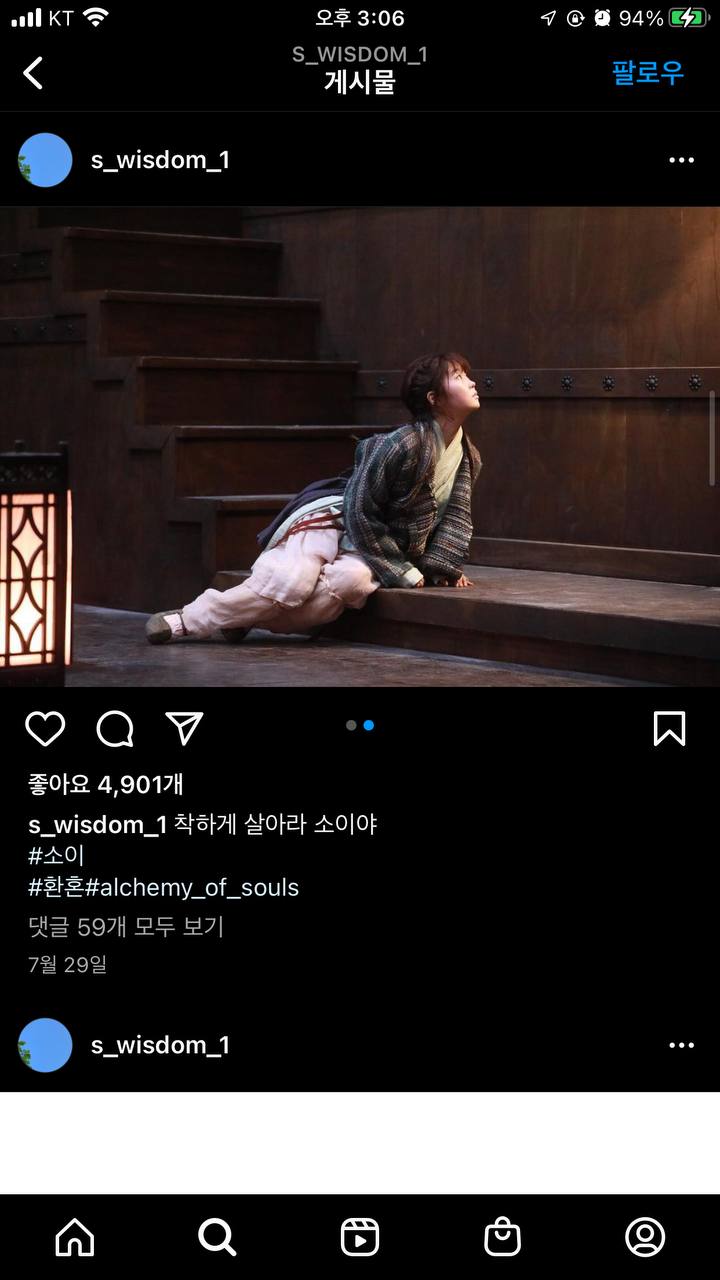 KT 오후 3:06 94%
S_WISDOM_1
게시물
팔로우
s_wisdom_1
좋아요 4,901개
s_wisdom_1 착하게 살아라 소이야
#소이
#환혼#alchemy_of_souls
댓글 59개 모두 보기
7월 29일
s_wisdom_1